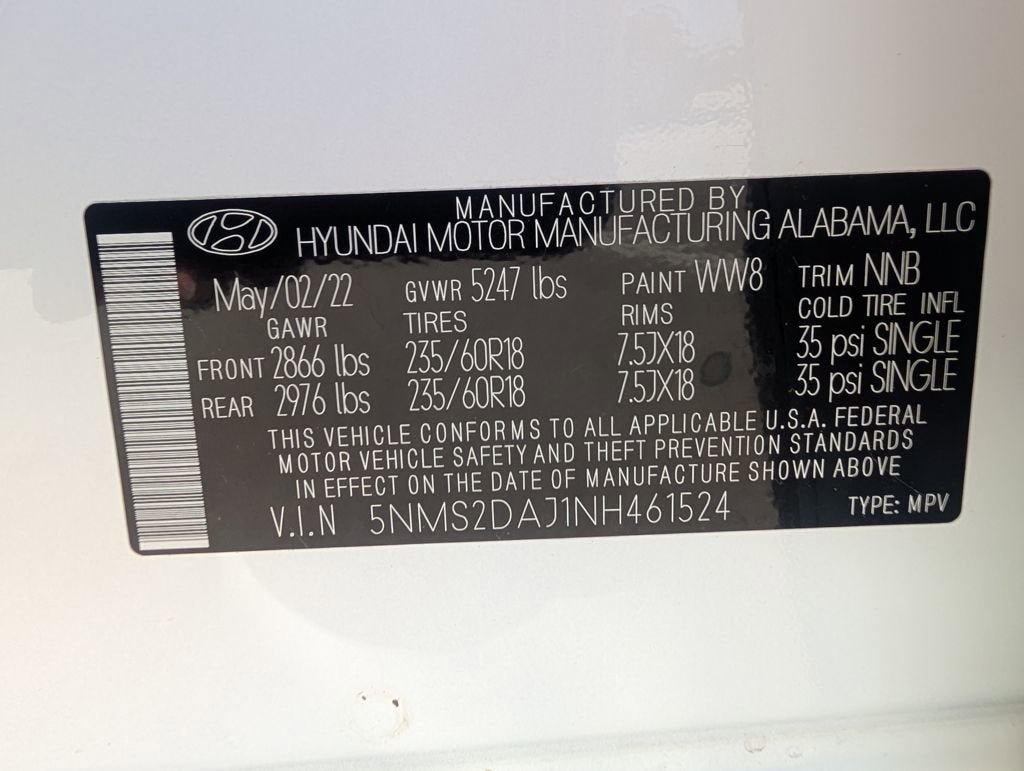 MANUFACTURED BY
HYUNDAI MOTOR MANUFACTURING ALABAMA, LLC
May/02/22 GVWR 5247 lbs PAINT WW8 TRIM NNB
GAWR TIRES RIMS COLD TIRE INFL
FRONT 2866 lbs 235/60R18 7.5JX18 35 psi SINGLE
REAR 2976 lbs 235/60R18 7.5JX18 35 psi SINGLE
THIS VEHICLE CONFORMS TO ALL APPLICABLE U.S.A. FEDERAL
MOTOR VEHICLE SAFETY AND THEFT PREVENTION STANDARDS
IN EFFECT ON THE DATE OF MANUFACTURE SHOWN ABOVE
V.I.N 5NMS2DAJ1NH461524 TYPE: MPV